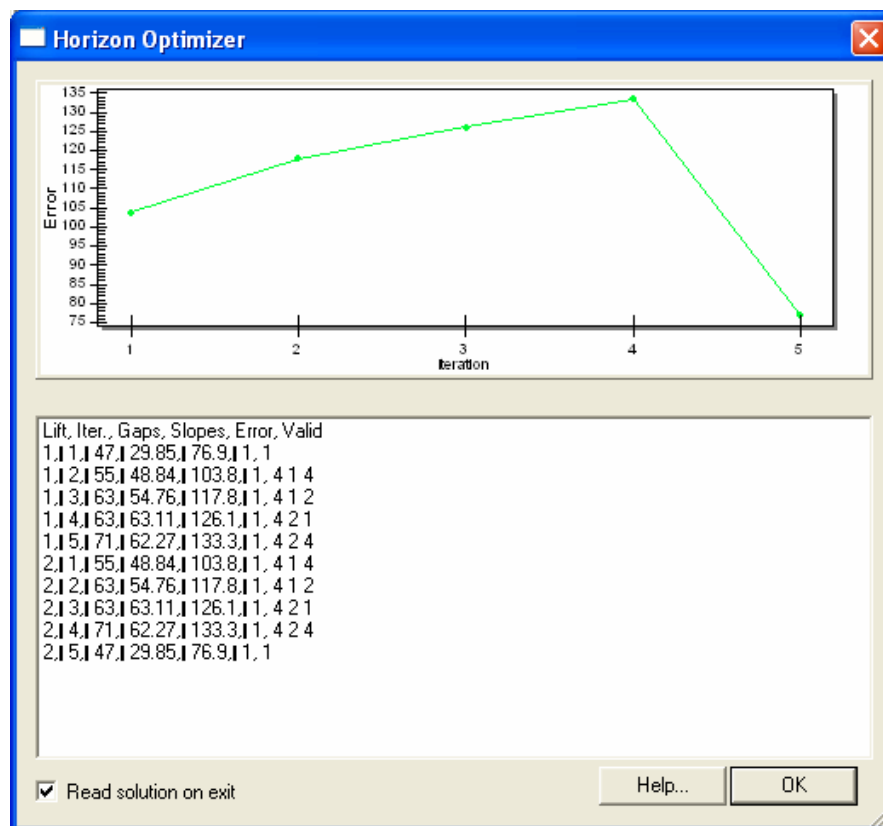 Horizon Optimizer
135
130
125
120
115
110
105
100
95
90
85
80
75
Error
1 2 3 4 5
Iteration
Lift, Iter., Gaps, Slopes, Error, Valid
1, 1, 47, 29.85, 76.9, 1, 1
1, 2, 55, 48.84, 103.8, 1, 4 1 4
1, 3, 63, 54.76, 117.8, 1, 4 1 2
1, 4, 63, 63.11, 126.1, 1, 4 2 1
1, 5, 71, 62.27, 133.3, 1, 4 2 4
2, 1, 55, 48.84, 103.8, 1, 4 1 4
2, 2, 63, 54.76, 117.8, 1, 4 1 2
2, 3, 63, 63.11, 126.1, 1, 4 2 1
2, 4, 71, 62.27, 133.3, 1, 4 2 4
2, 5, 47, 29.85, 76.9, 1, 1
Read solution on exit
Help...
OK